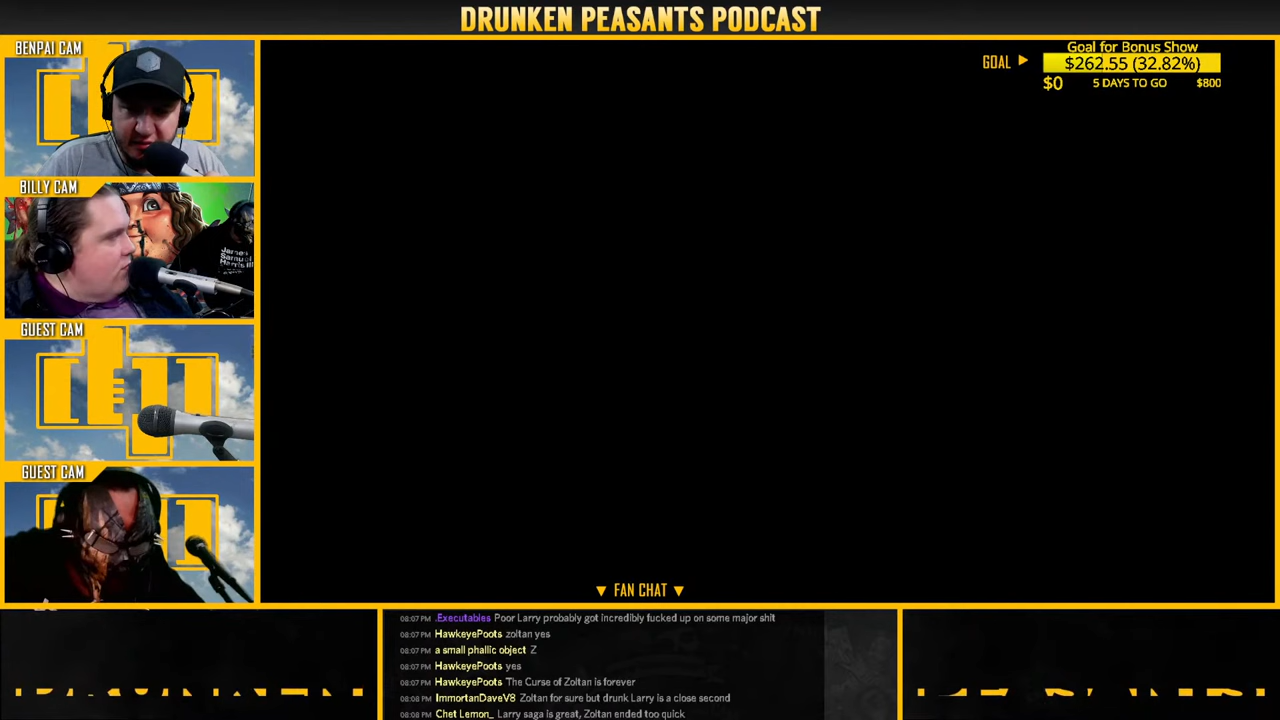 DRUNKEN PEASANTS PODCAST
BENPAI CAM
GOAL ▶
Goal for Bonus Show
$262.55 (32.82%)
$0 5 DAYS TO GO $800
BILLY CAM
James
Samuel
Harris III
GUEST CAM
GUEST CAM
▼ FAN CHAT ▼
08:07 PM .Executables Poor Larry probably got incredibly fucked up on some major shit
08:07 PM HawkeyePoots zoltan yes
08:07 PM a small phallic object Z
08:07 PM HawkeyePoots yes
08:07 PM HawkeyePoots The Curse of Zoltan is forever
08:08 PM ImmortanDaveV8 Zoltan for sure but drunk Larry is a close second
08:08 PM Chet Lemon_ Larry saga is great, Zoltan ended too quick